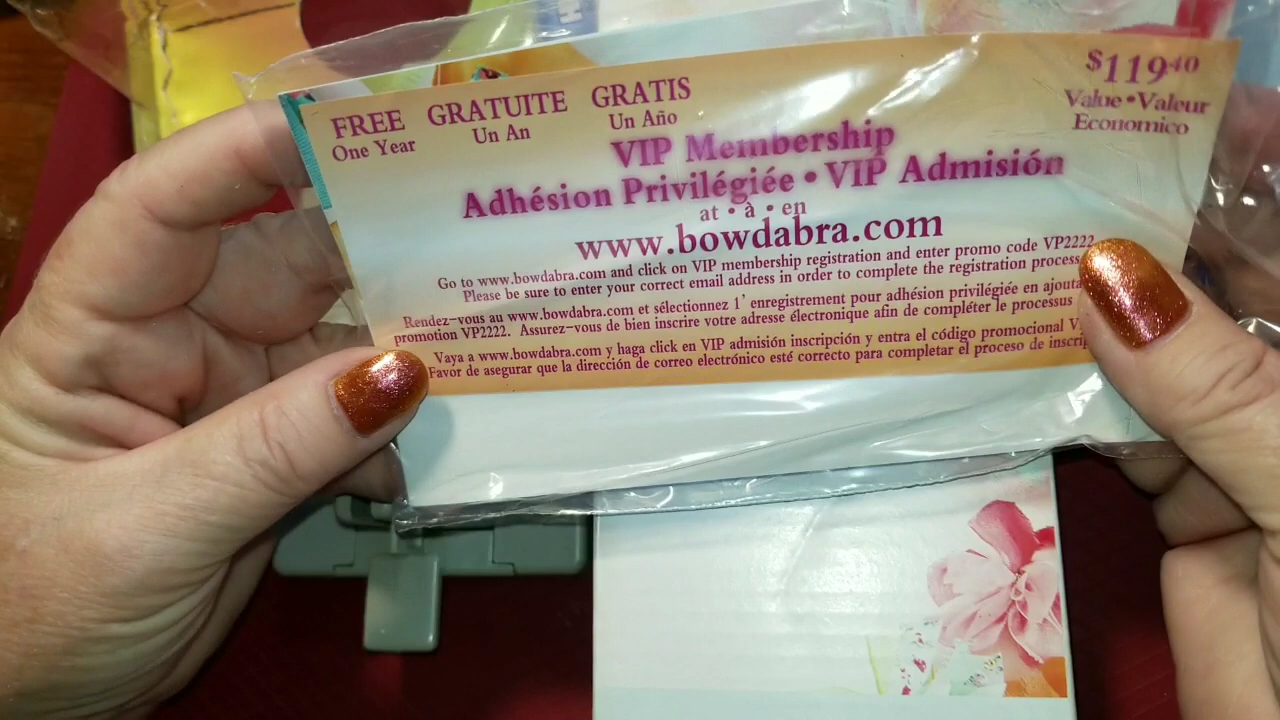 FREE GRATUITE GRATIS
One Year Un An Un Año
$119.40
Value • Valeur
Economico
VIP Membership
Adhésion Privilégiée • VIP Admisión
at • à • en
www.bowdabra.com
Go to www.bowdabra.com and click on VIP membership registration and enter promo code VP2222.
Please be sure to enter your correct email address in order to complete the registration process
Rendez-vous au www.bowdabra.com et sélectionnez 1' enregistrement pour adhésion privilégiée en
promotion VP2222. Assurez-vous de bien inscrire votre adresse électronique afin de compléter le processus
Vaya a www.bowdabra.com y haga click en VIP admisión inscripción y entra el código promocional
Favor de asegurar que la dirección de correo electrónico esté correcto para completar el proceso de